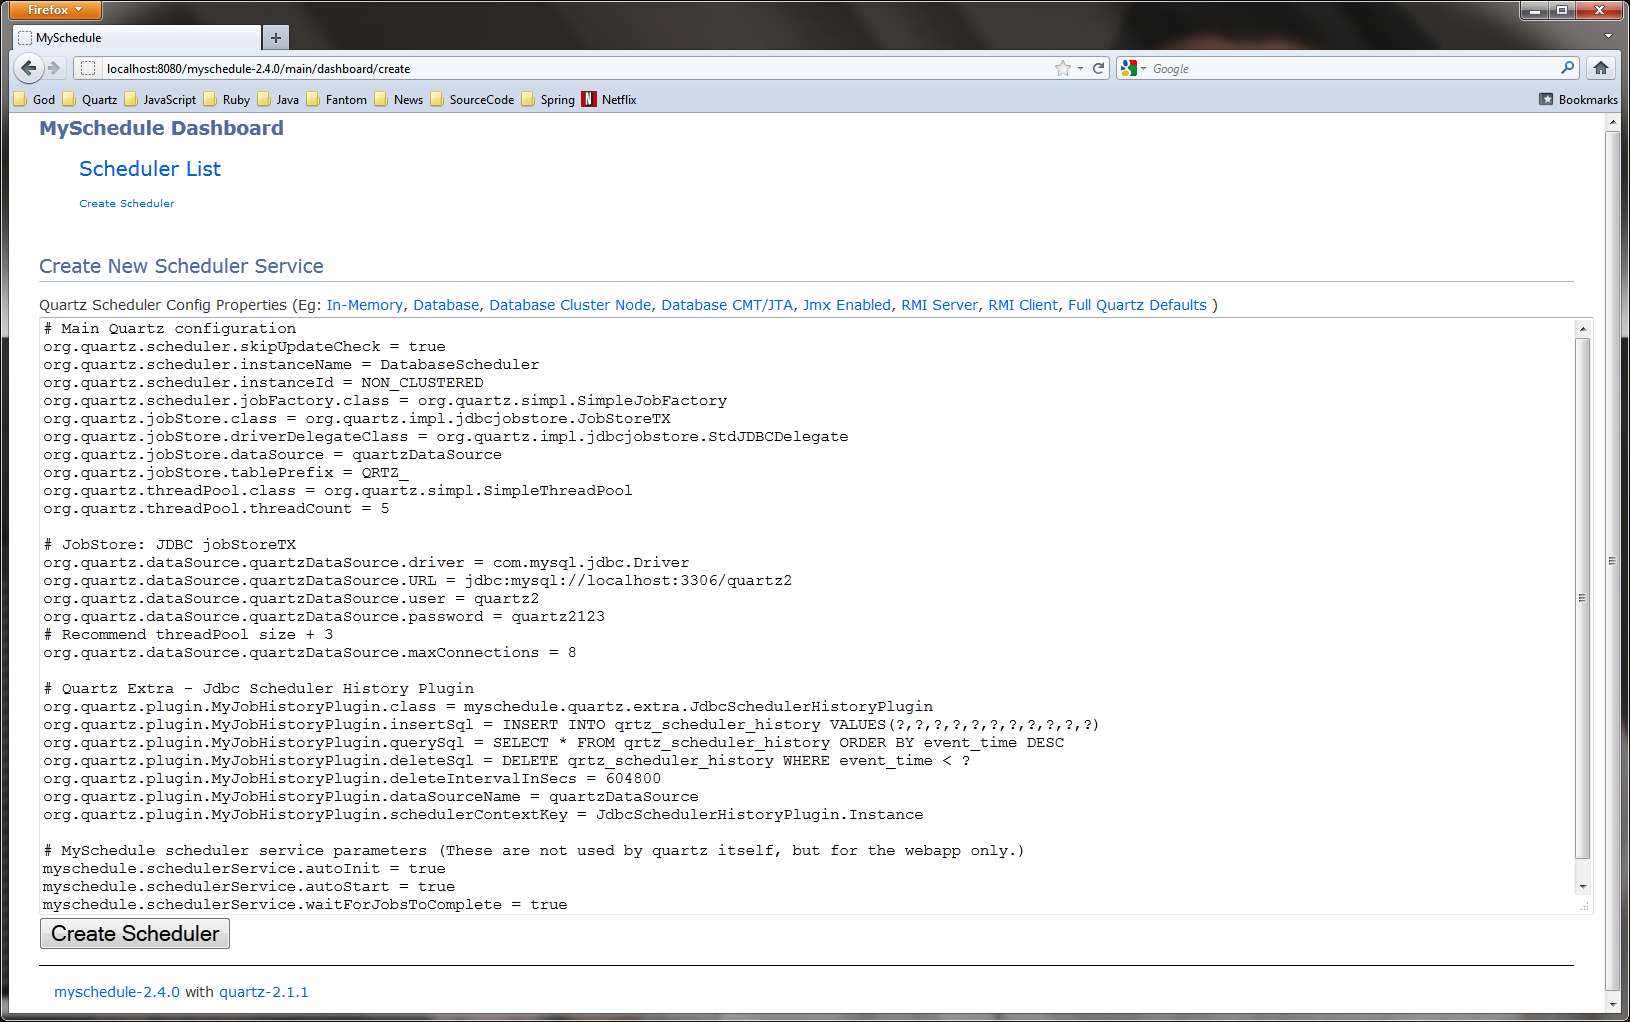 Firefox
MySchedule
localhost:8080/myschedule-2.4.0/main/dashboard/create
Google
God Quartz JavaScript Ruby Java Fantom News SourceCode Spring Netflix Bookmarks
MySchedule Dashboard
Scheduler List
Create Scheduler
Create New Scheduler Service
Quartz Scheduler Config Properties (Eg: In-Memory, Database, Database Cluster Node, Database CMT/JTA, Jmx Enabled, RMI Server, RMI Client, Full Quartz Defaults )
# Main Quartz configuration
org.quartz.scheduler.skipUpdateCheck = true
org.quartz.scheduler.instanceName = DatabaseScheduler
org.quartz.scheduler.instanceId = NON_CLUSTERED
org.quartz.scheduler.jobFactory.class = org.quartz.simpl.SimpleJobFactory
org.quartz.jobStore.class = org.quartz.impl.jdbcjobstore.JobStoreTX
org.quartz.jobStore.driverDelegateClass = org.quartz.impl.jdbcjobstore.StdJDBCDelegate
org.quartz.jobStore.dataSource = quartzDataSource
org.quartz.jobStore.tablePrefix = QRTZ_
org.quartz.threadPool.class = org.quartz.simpl.SimpleThreadPool
org.quartz.threadPool.threadCount = 5
# JobStore: JDBC jobStoreTX
org.quartz.dataSource.quartzDataSource.driver = com.mysql.jdbc.Driver
org.quartz.dataSource.quartzDataSource.URL = jdbc:mysql://localhost:3306/quartz2
org.quartz.dataSource.quartzDataSource.user = quartz2
org.quartz.dataSource.quartzDataSource.password = quartz2123
# Recommend threadPool size + 3
org.quartz.dataSource.quartzDataSource.maxConnections = 8
# Quartz Extra - Jdbc Scheduler History Plugin
org.quartz.plugin.MyJobHistoryPlugin.class = myschedule.quartz.extra.JdbcSchedulerHistoryPlugin
org.quartz.plugin.MyJobHistoryPlugin.insertSql = INSERT INTO qrtz_scheduler_history VALUES(?,?,?,?,?,?,?,?,?,?,?)
org.quartz.plugin.MyJobHistoryPlugin.querySql = SELECT * FROM qrtz_scheduler_history ORDER BY event_time DESC
org.quartz.plugin.MyJobHistoryPlugin.deleteSql = DELETE qrtz_scheduler_history WHERE event_time < ?
org.quartz.plugin.MyJobHistoryPlugin.deleteIntervalInSecs = 604800
org.quartz.plugin.MyJobHistoryPlugin.dataSourceName = quartzDataSource
org.quartz.plugin.MyJobHistoryPlugin.schedulerContextKey = JdbcSchedulerHistoryPlugin.Instance
# MySchedule scheduler service parameters (These are not used by quartz itself, but for the webapp only.)
myschedule.schedulerService.autoInit = true
myschedule.schedulerService.autoStart = true
myschedule.schedulerService.waitForJobsToComplete = true
Create Scheduler
myschedule-2.4.0 with quartz-2.1.1